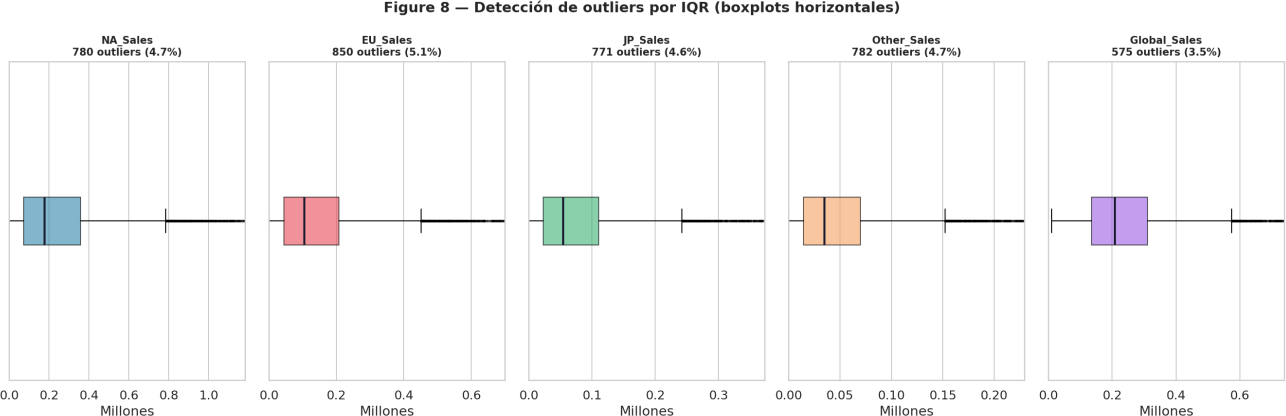 Figure 8 — Detección de outliers por IQR (boxplots horizontales)
NA_Sales
780 outliers (4.7%)
EU_Sales
850 outliers (5.1%)
JP_Sales
771 outliers (4.6%)
Other_Sales
782 outliers (4.7%)
Global_Sales
575 outliers (3.5%)
0.0 0.2 0.4 0.6 0.8 1.0
Millones
0.0 0.2 0.4 0.6
Millones
0.0 0.1 0.2 0.3
Millones
0.00 0.05 0.10 0.15 0.20
Millones
0.0 0.2 0.4 0.6
Millones